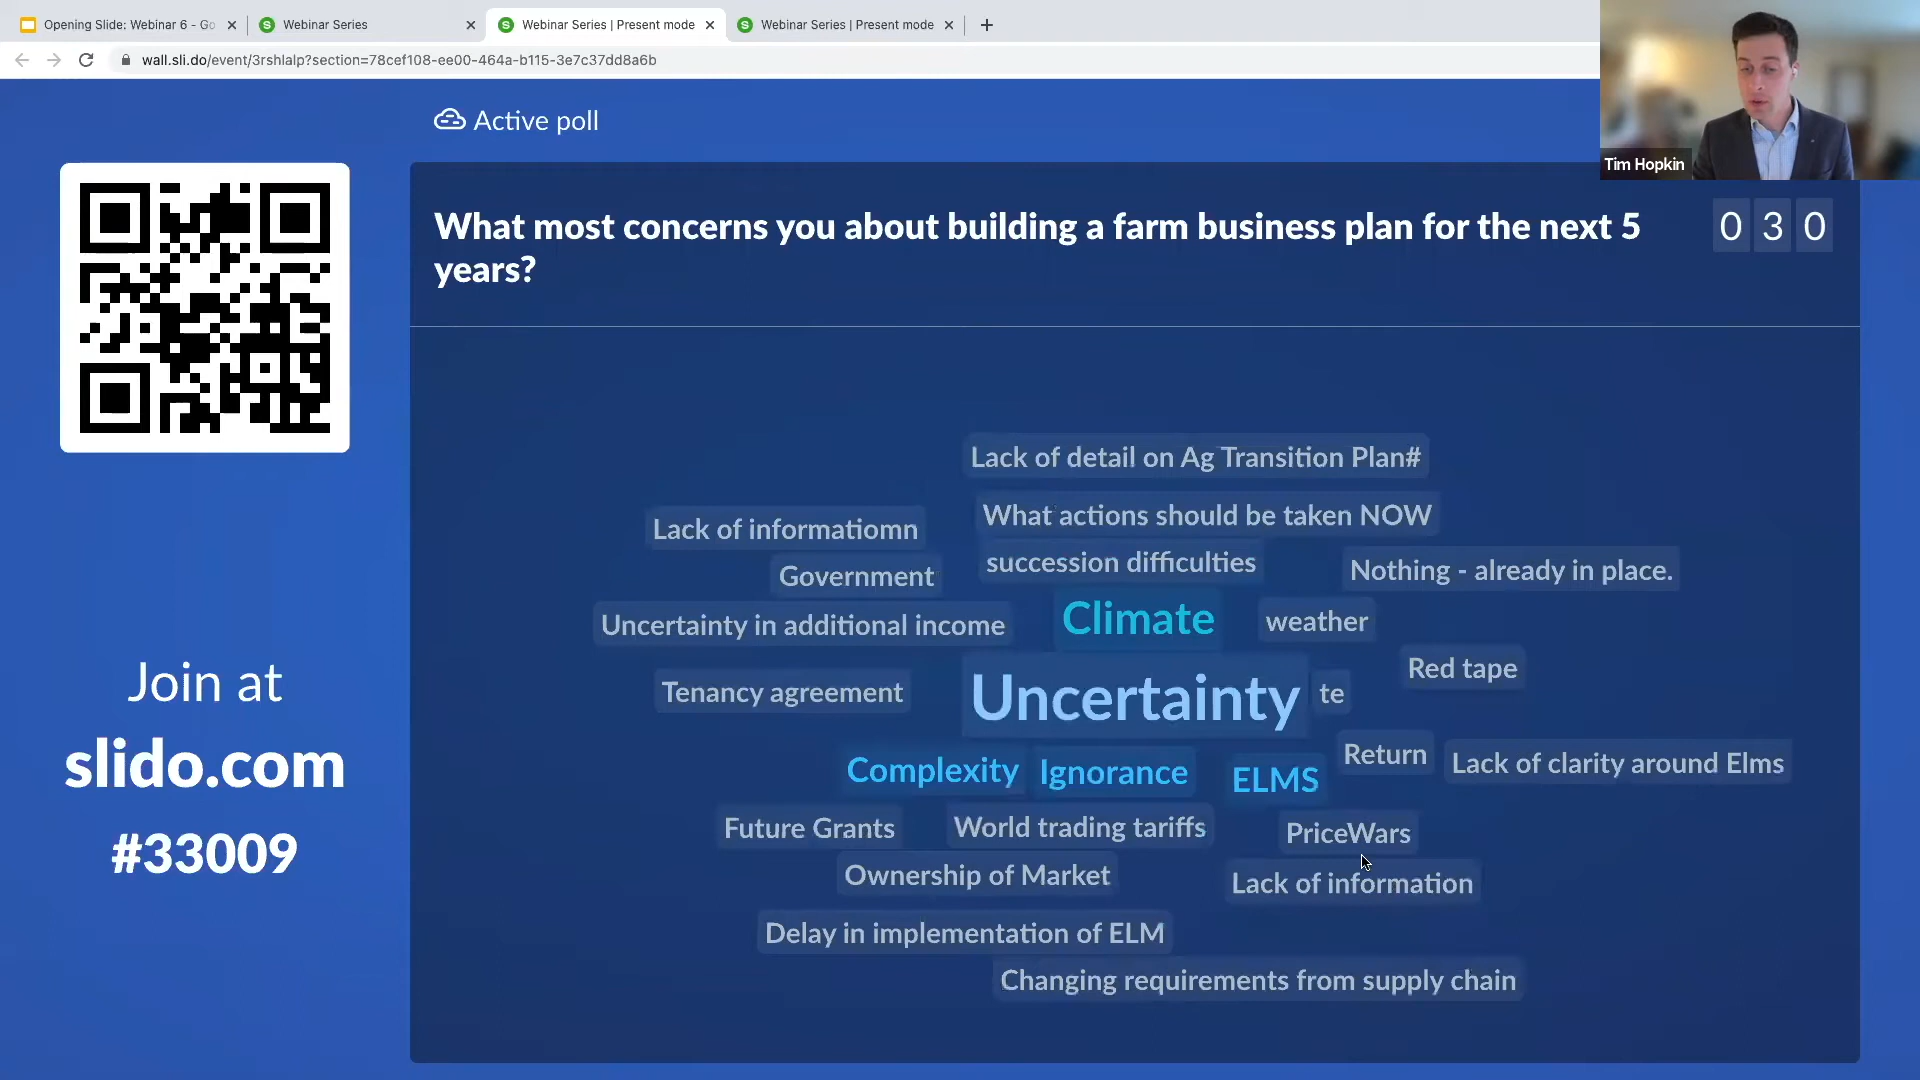 Opening Slide: Webinar 6 - Go
Webinar Series
Webinar Series | Present mode
Webinar Series | Present mode
wall.sli.do/event/3rshlalp?section=78cef108-ee00-464a-b115-3e7c37dd8a6b
Tim Hopkin
Active poll
What most concerns you about building a farm business plan for the next 5
years?
030
Lack of detail on Ag Transition Plan#
What actions should be taken NOW
Lack of informatiomn
succession difficulties
Nothing - already in place.
Government
Climate
weather
Uncertainty in additional income
Red tape
Tenancy agreement
Uncertainty
te
Return
Lack of clarity around Elms
Complexity
Ignorance
ELMS
Future Grants
World trading tariffs
PriceWars
Ownership of Market
Lack of information
Delay in implementation of ELM
Changing requirements from supply chain
Join at
slido.com
#33009